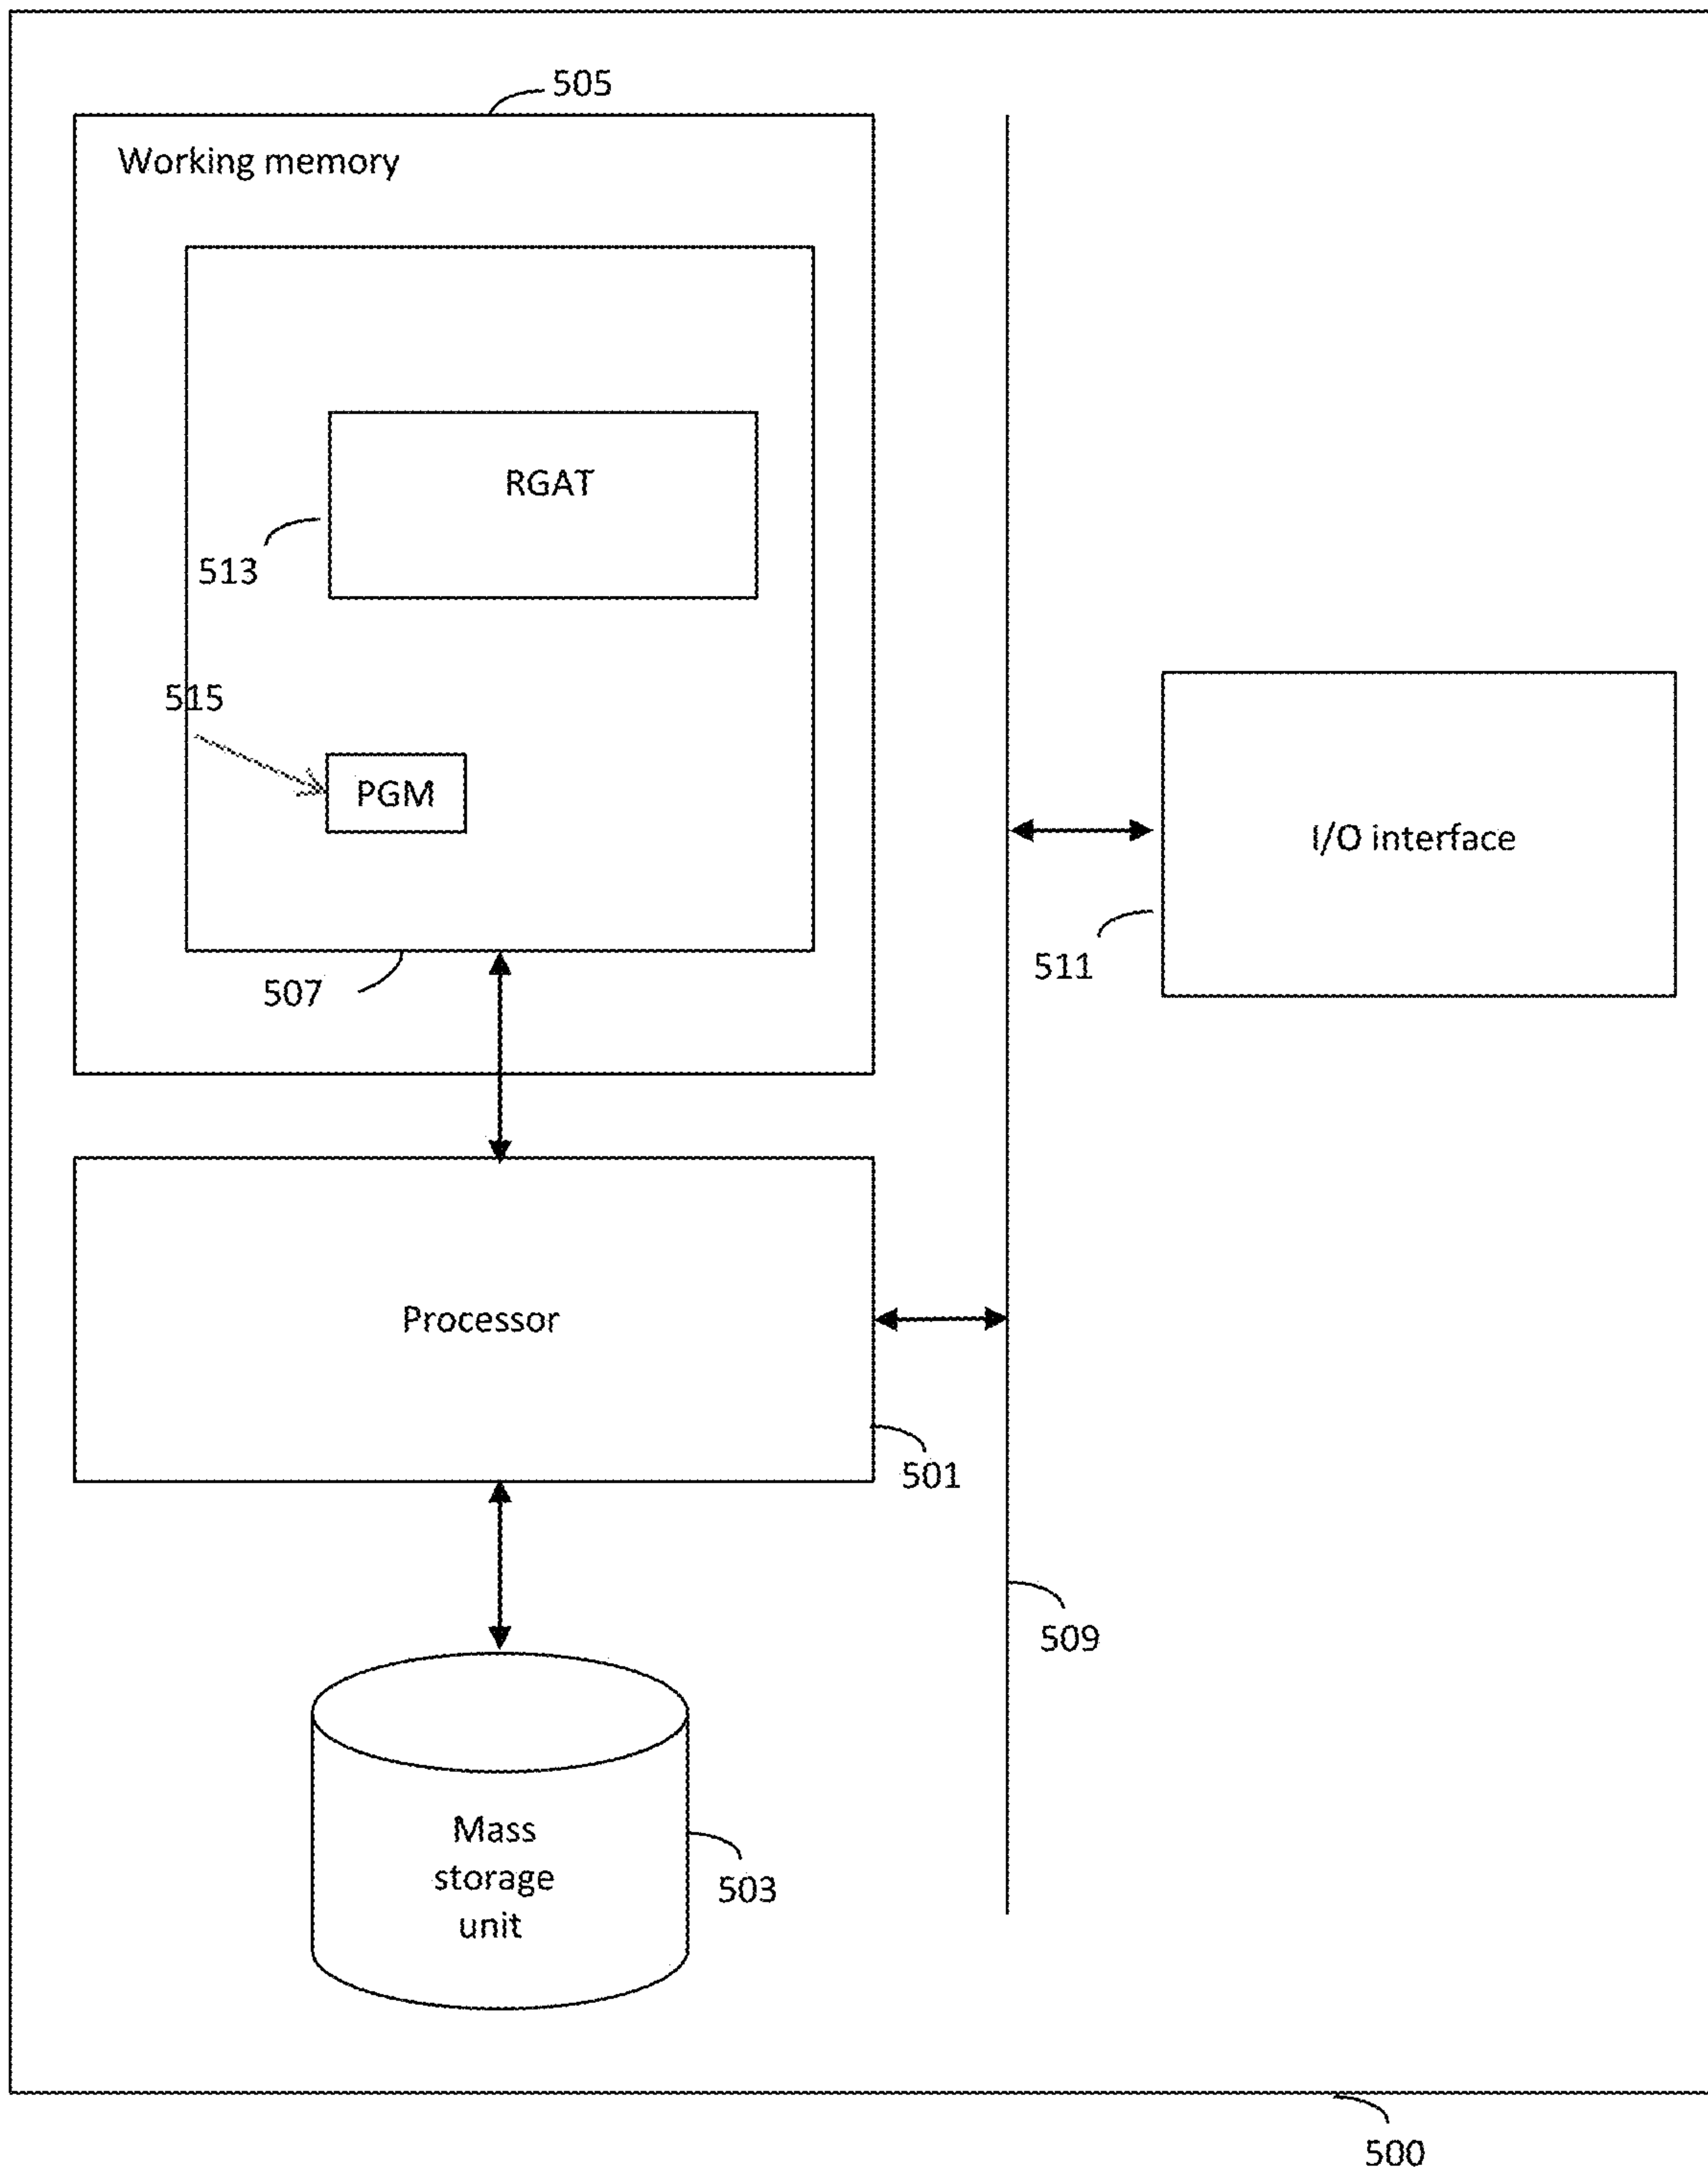 505
Working memory
RGAT
513
515
PGM
I/O interface
511
507
Processor
501
509
Mass
storage
unit
503
500